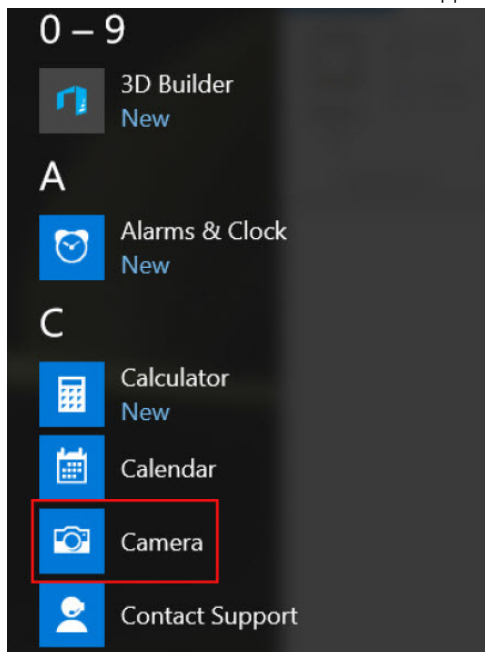 0 – 9
3D Builder
New
A
Alarms & Clock
New
C
Calculator
New
Calendar
Camera
Contact Support